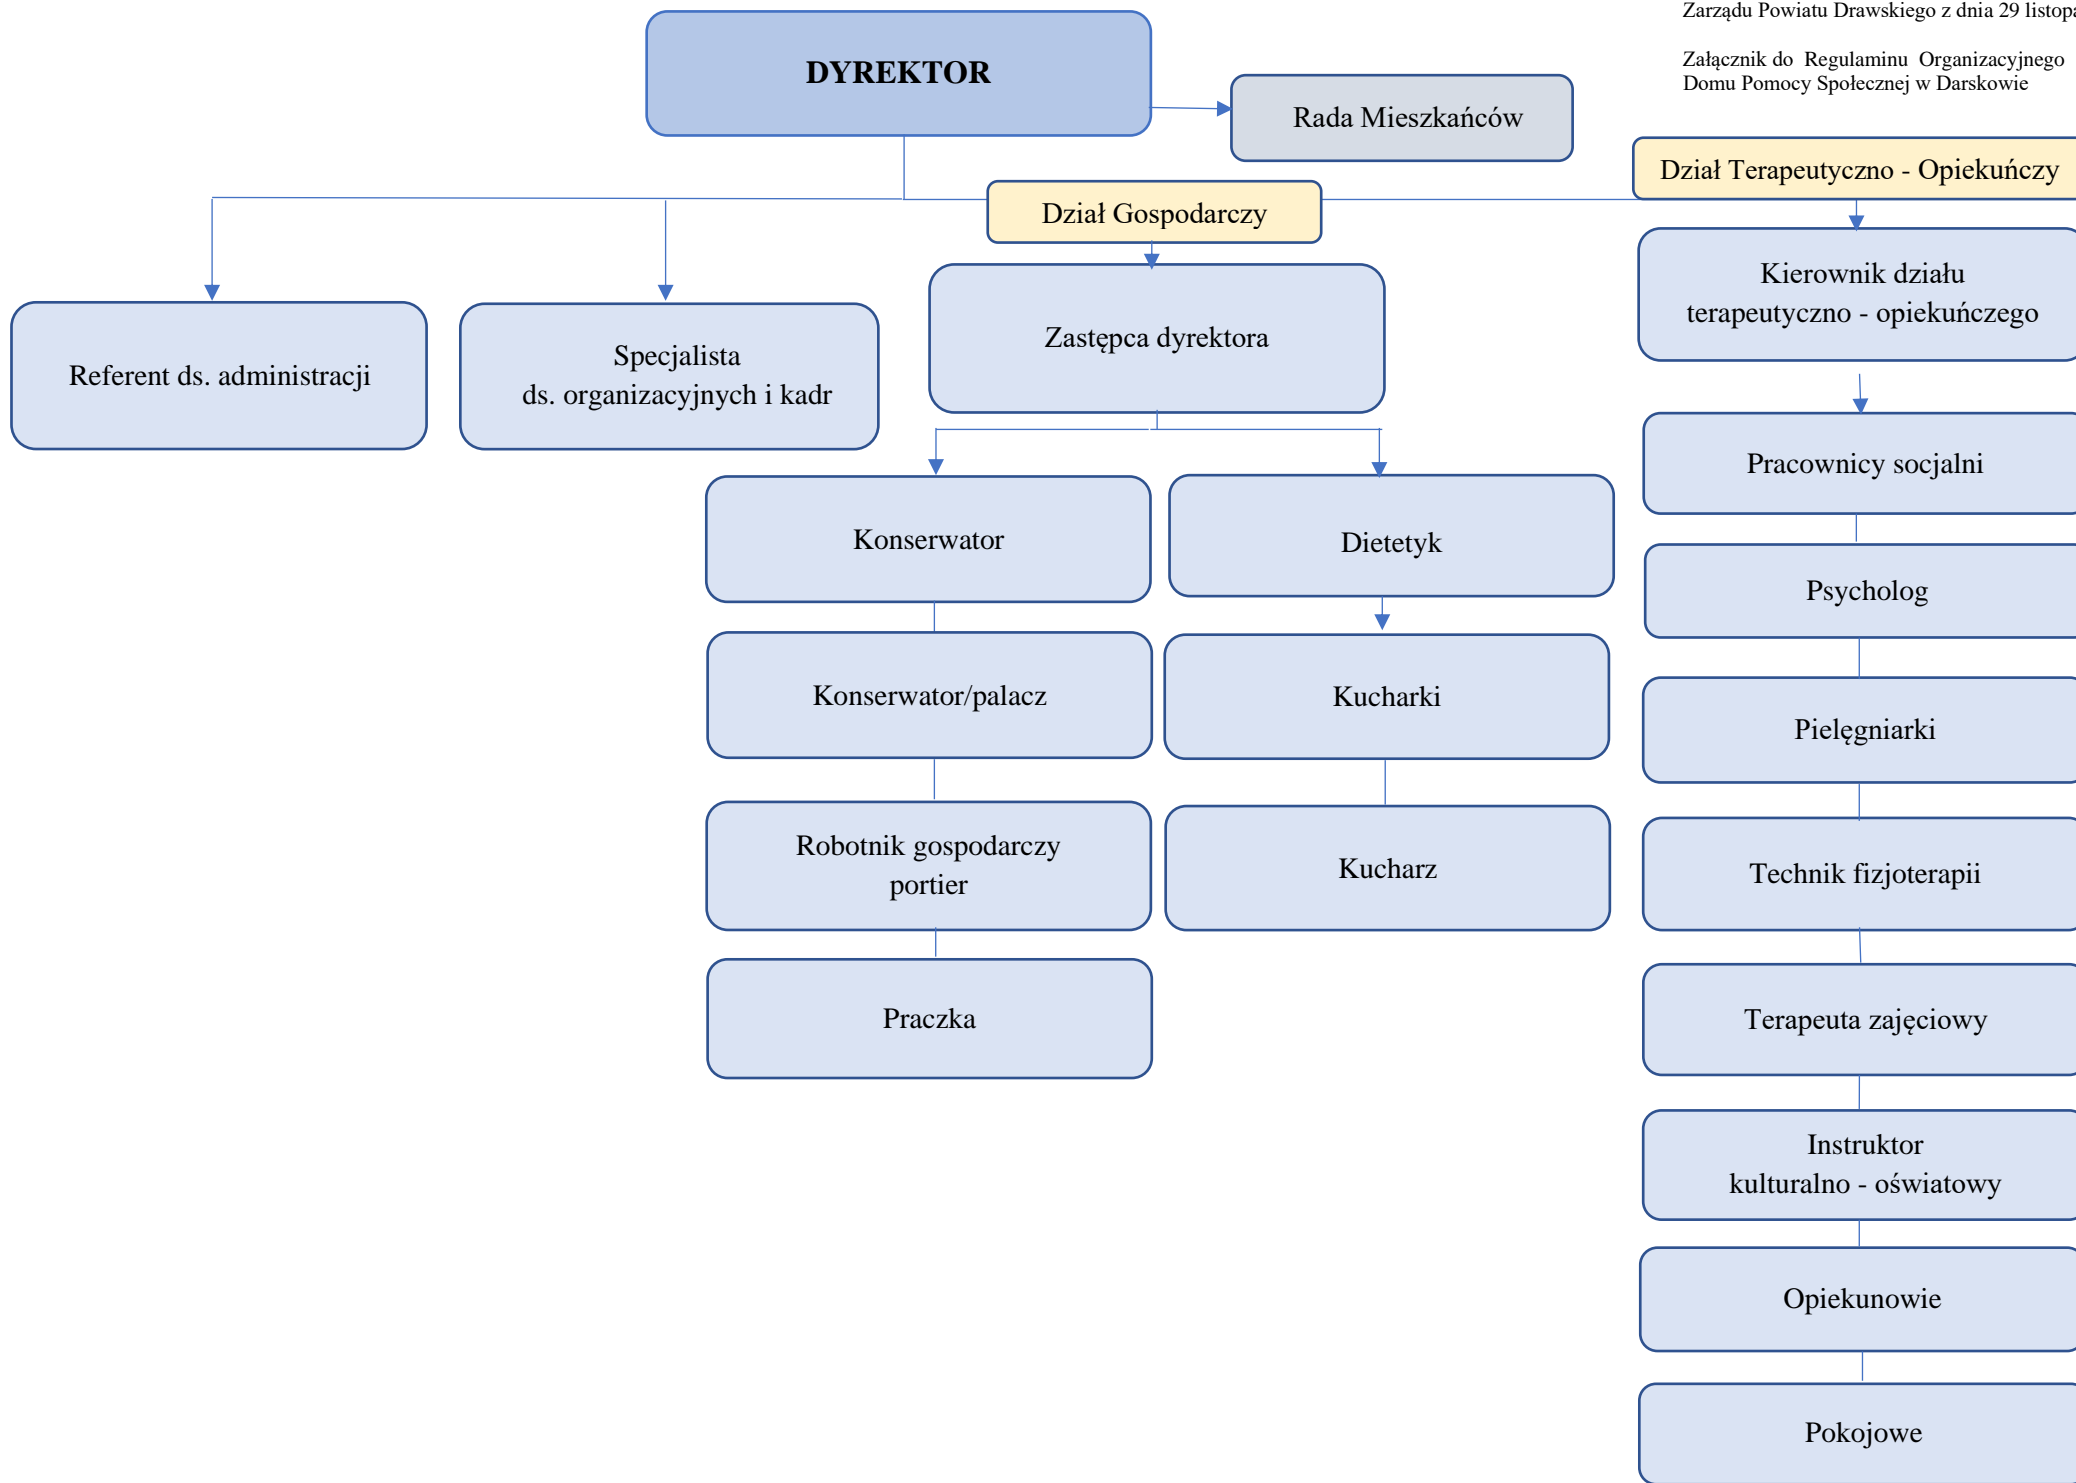 Zarządu Powiatu Drawskiego z dnia 29
Załącznik do Regulaminu Organizacyjnego
Domu Pomocy Społecznej w Darskowie
DYREKTOR
Rada Mieszkańców
Dział Terapeutyczno - Opiekuńczy
Dział Gospodarczy
Kierownik działu
terapeutyczno - opiekuńczego
Zastępca dyrektora
Referent ds. administracji
Specjalista
ds. organizacyjnych i kadr
Pracownicy socjalni
Konserwator
Dietetyk
Psycholog
Konserwator/palacz
Kucharki
Pielęgniarki
Robotnik gospodarczy
portier
Kucharz
Technik fizjoterapii
Praczka
Terapeuta zajęciowy
Instruktor
kulturalno - oświatowy
Opiekunowie
Pokojowe